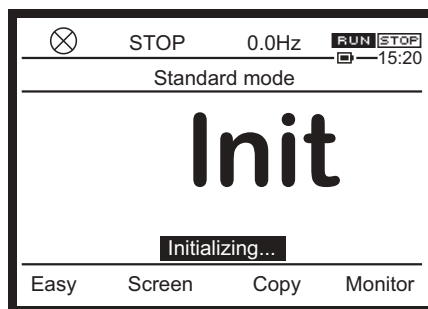 STOP 0.0Hz RUN STOP
15:20
Standard mode
Init
Initializing...
Easy Screen Copy Monitor